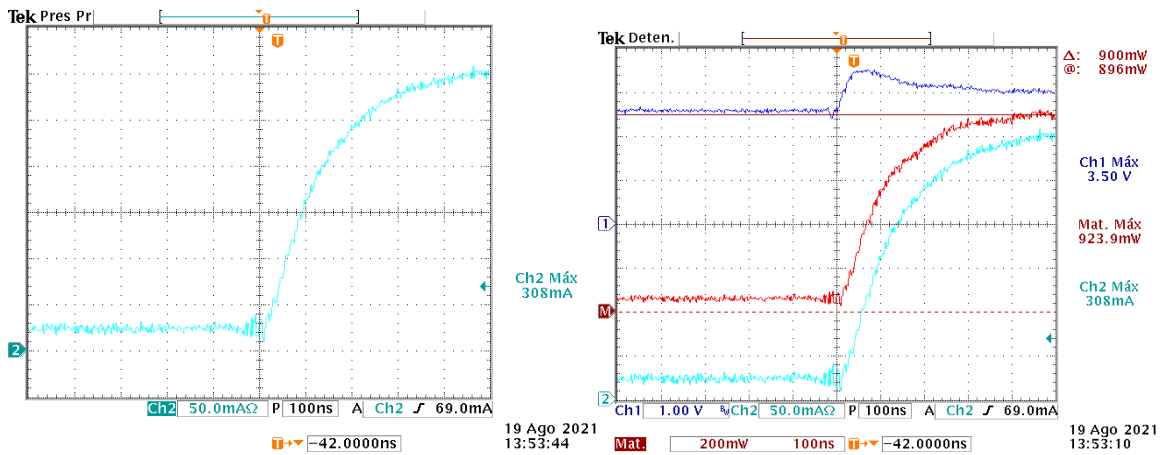 Tek Pres Pr
T
T
2
Ch2 Máx
308mA
Ch2 50.0mAΩ P 100ns A Ch2 ʃ 69.0mA
T→▼ −42.0000ns
19 Ago 2021
13:53:44
Tek Deten.
T
T
Δ: 900mW
@: 896mW
Ch1 Máx
3.50 V
1
Mat. Máx
923.9mW
Ch2 Máx
308mA
M
2
Ch1 1.00 V BW Ch2 50.0mAΩ P 100ns A Ch2 ʃ 69.0mA
Mat. 200mW 100ns T→▼ −42.0000ns
19 Ago 2021
13:53:10